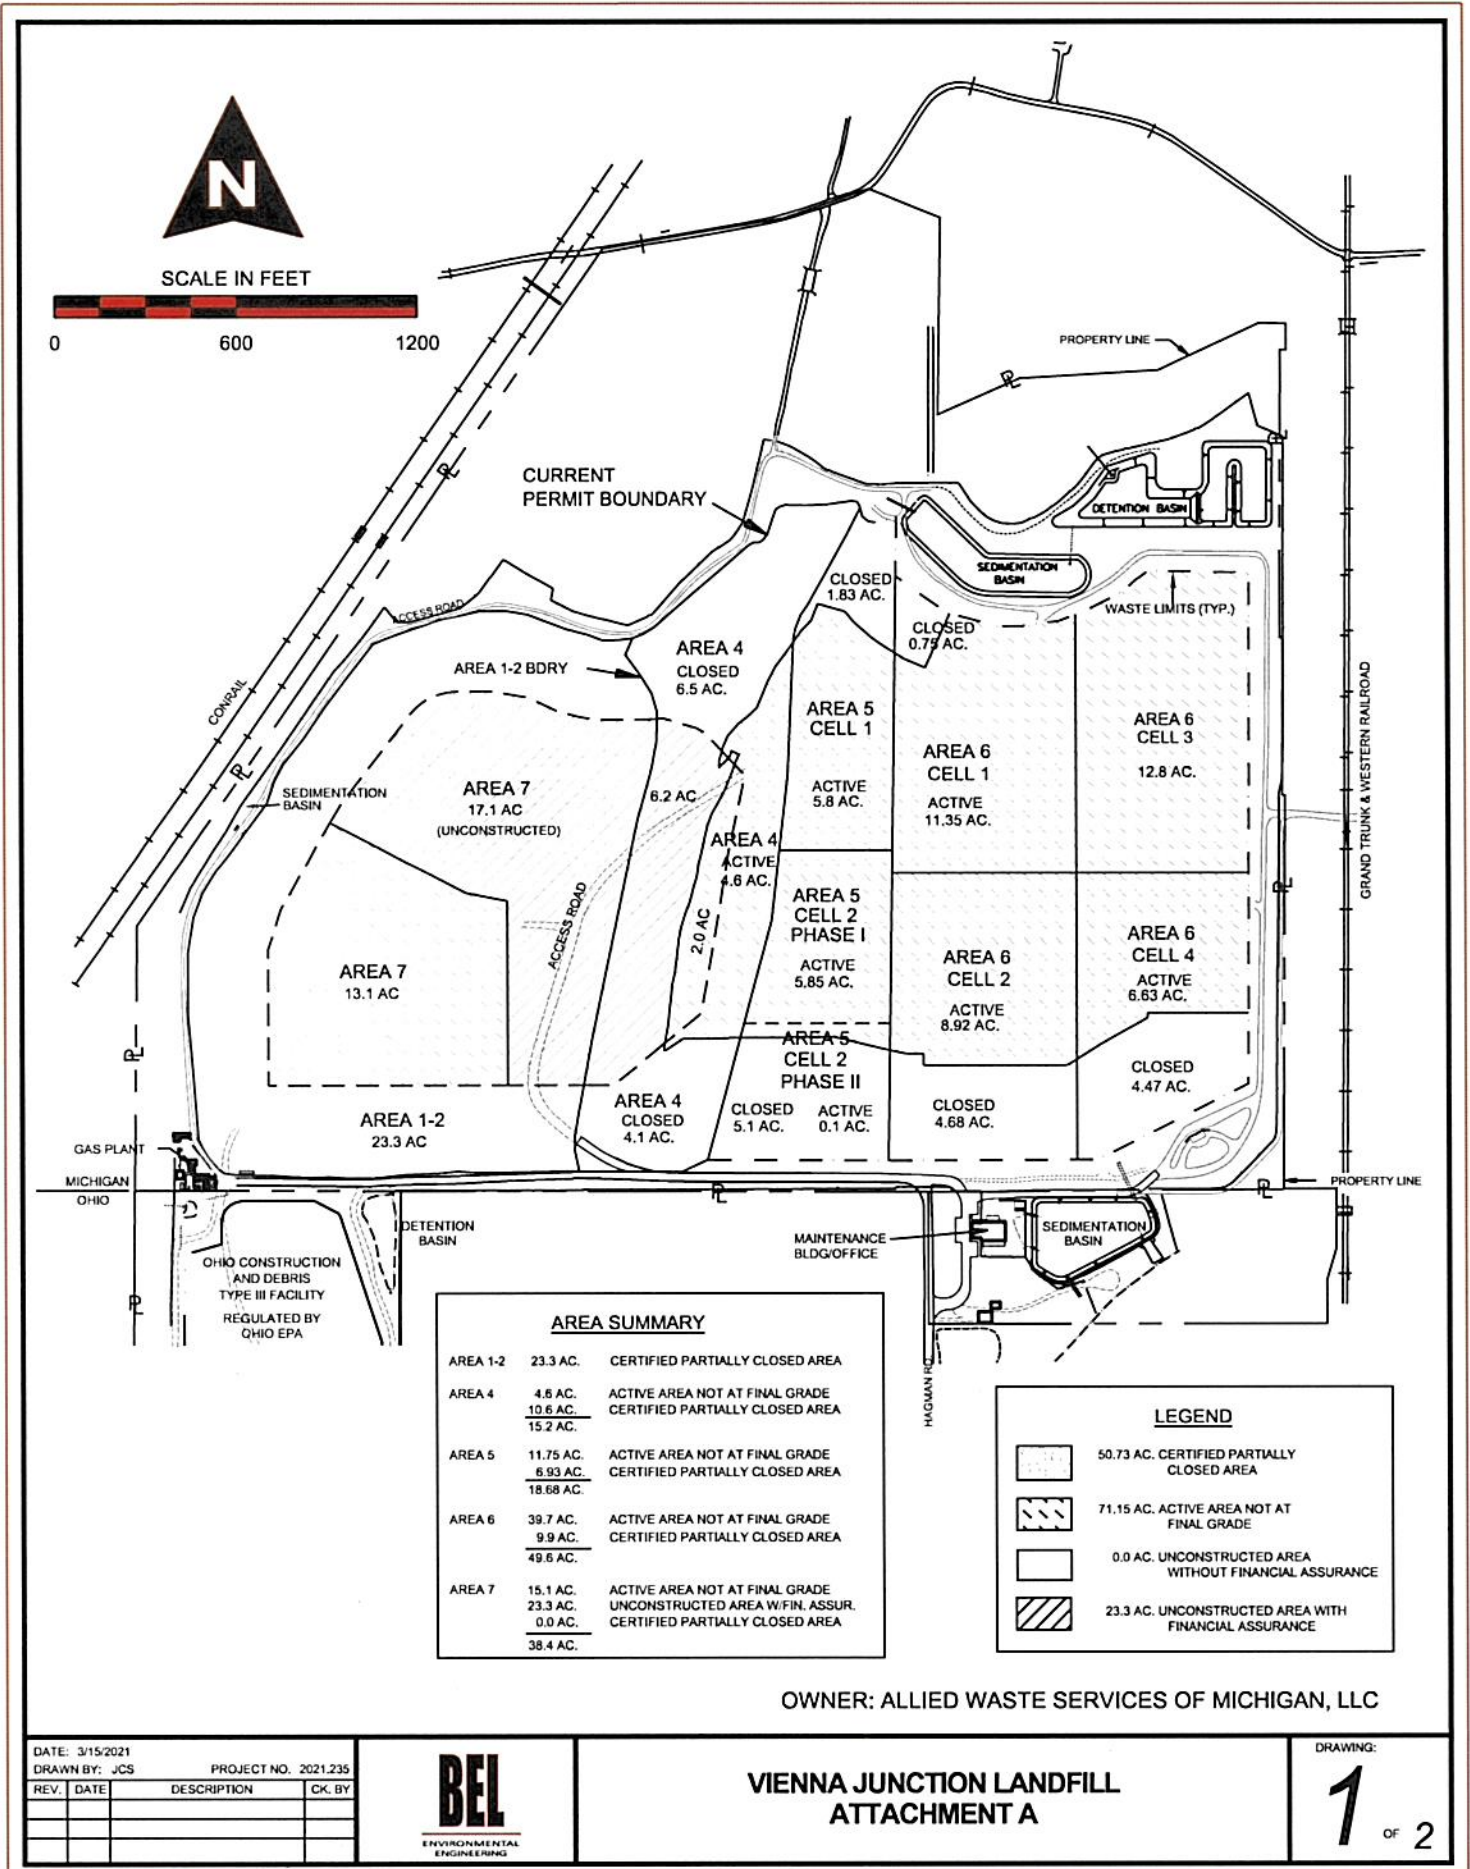 N
SCALE IN FEET
0 600 1200
PROPERTY LINE
PL
CURRENT
PERMIT BOUNDARY
PL
DETENTION BASIN
SEDIMENTATION
BASIN
CLOSED
1.83 AC.
WASTE LIMITS (TYP.)
ACCESS ROAD
CLOSED
0.75 AC.
AREA 4
CLOSED
6.5 AC.
AREA 1-2 BDRY
CONRAIL
PL
GRAND TRUNK & WESTERN RAILROAD
AREA 5
CELL 1
ACTIVE
5.8 AC.
AREA 6
CELL 1
ACTIVE
11.35 AC.
AREA 6
CELL 3
12.8 AC.
SEDIMENTATION
BASIN
AREA 7
17.1 AC
(UNCONSTRUCTED)
6.2 AC
AREA 4
ACTIVE
4.6 AC.
2.0 AC
ACCESS ROAD
AREA 5
CELL 2
PHASE I
ACTIVE
5.85 AC.
PL
AREA 6
CELL 2
ACTIVE
8.92 AC.
AREA 6
CELL 4
ACTIVE
6.63 AC.
AREA 7
13.1 AC
PL
AREA 5
CELL 2
PHASE II
CLOSED
5.1 AC.
ACTIVE
0.1 AC.
CLOSED
4.47 AC.
AREA 4
CLOSED
4.1 AC.
CLOSED
4.68 AC.
AREA 1-2
23.3 AC
GAS PLANT
MICHIGAN
OHIO
PL
PL
PROPERTY LINE
DETENTION
BASIN
MAINTENANCE
BLDG/OFFICE
SEDIMENTATION
BASIN
OHIO CONSTRUCTION
AND DEBRIS
TYPE III FACILITY
REGULATED BY
OHIO EPA
PL
HAGMAN RD
AREA SUMMARY
AREA 1-2 23.3 AC. CERTIFIED PARTIALLY CLOSED AREA
AREA 4 4.6 AC. ACTIVE AREA NOT AT FINAL GRADE
10.6 AC. CERTIFIED PARTIALLY CLOSED AREA
15.2 AC.
AREA 5 11.75 AC. ACTIVE AREA NOT AT FINAL GRADE
6.93 AC. CERTIFIED PARTIALLY CLOSED AREA
18.68 AC.
AREA 6 39.7 AC. ACTIVE AREA NOT AT FINAL GRADE
9.9 AC. CERTIFIED PARTIALLY CLOSED AREA
49.6 AC.
AREA 7 15.1 AC. ACTIVE AREA NOT AT FINAL GRADE
23.3 AC. UNCONSTRUCTED AREA W/FIN. ASSUR.
0.0 AC. CERTIFIED PARTIALLY CLOSED AREA
38.4 AC.
LEGEND
50.73 AC. CERTIFIED PARTIALLY
CLOSED AREA
71.15 AC. ACTIVE AREA NOT AT
FINAL GRADE
0.0 AC. UNCONSTRUCTED AREA
WITHOUT FINANCIAL ASSURANCE
23.3 AC. UNCONSTRUCTED AREA WITH
FINANCIAL ASSURANCE
OWNER: ALLIED WASTE SERVICES OF MICHIGAN, LLC
DATE: 3/15/2021
DRAWN BY: JCS PROJECT NO. 2021.235
REV. DATE DESCRIPTION CK. BY
BEL
ENVIRONMENTAL
ENGINEERING
VIENNA JUNCTION LANDFILL
ATTACHMENT A
DRAWING:
1 OF 2